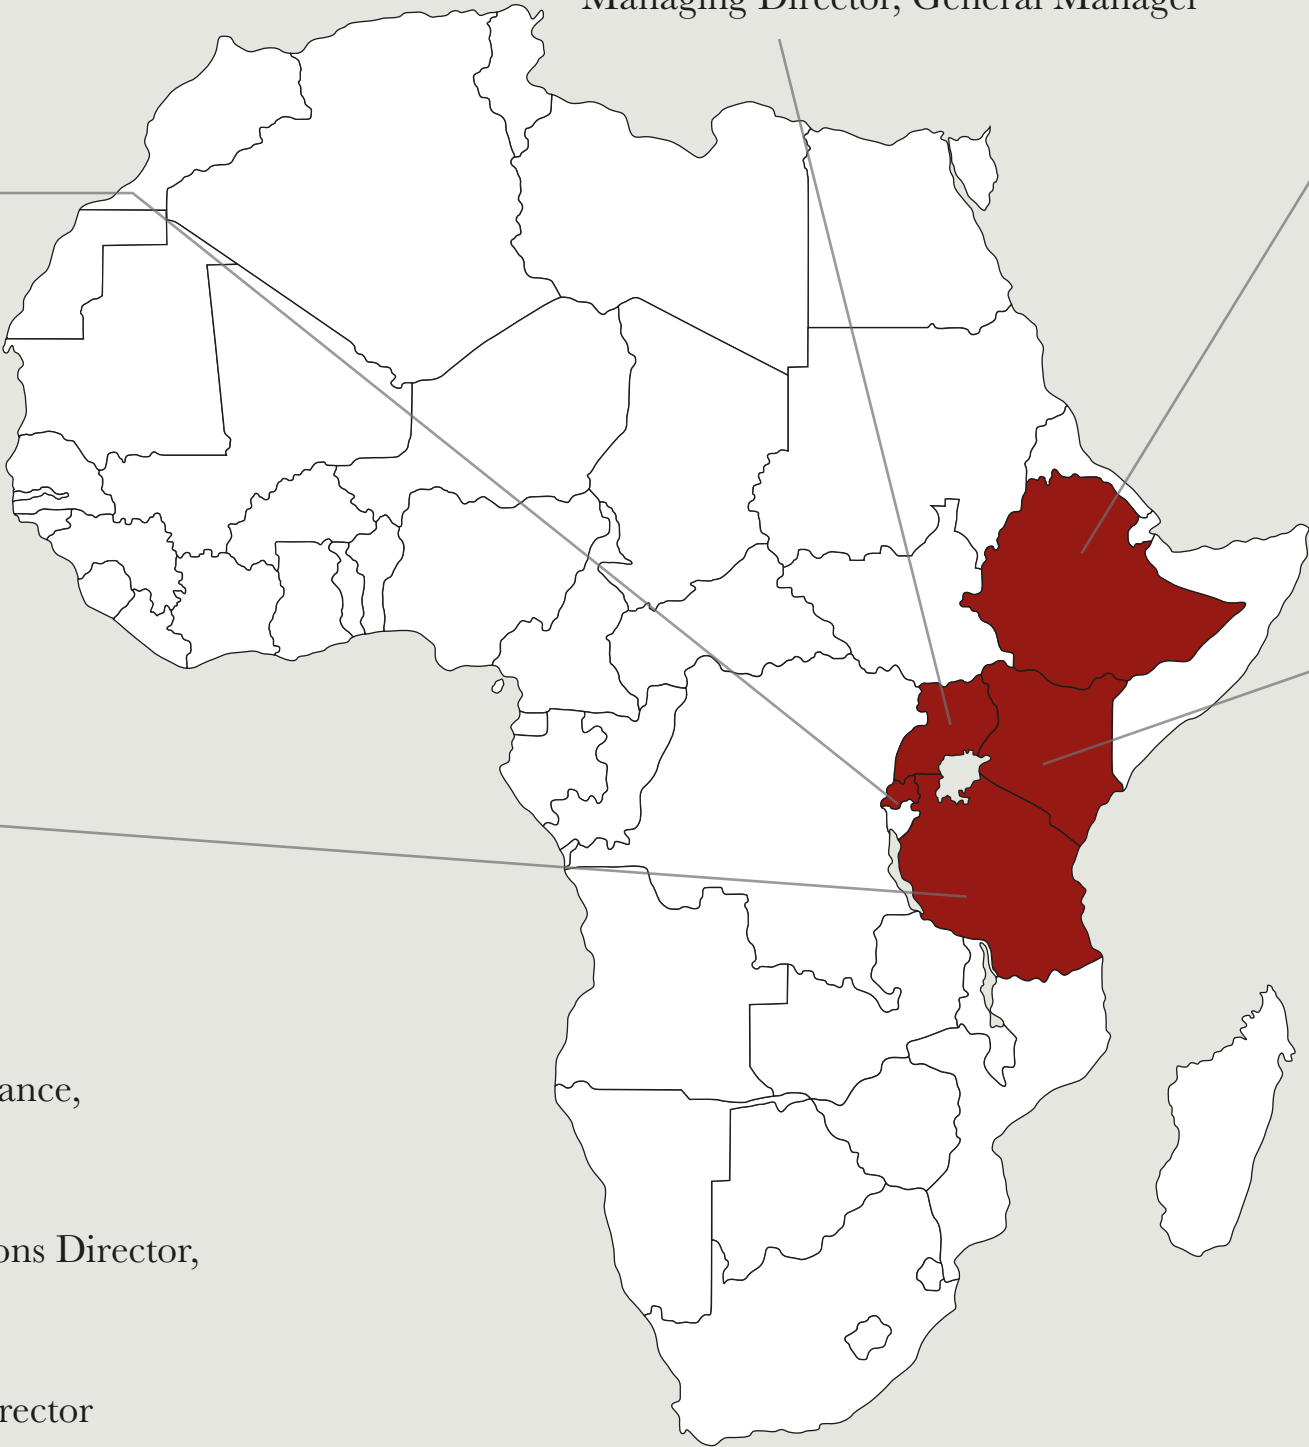 Managing Director, General Manager
ance,
ons Director,
rector